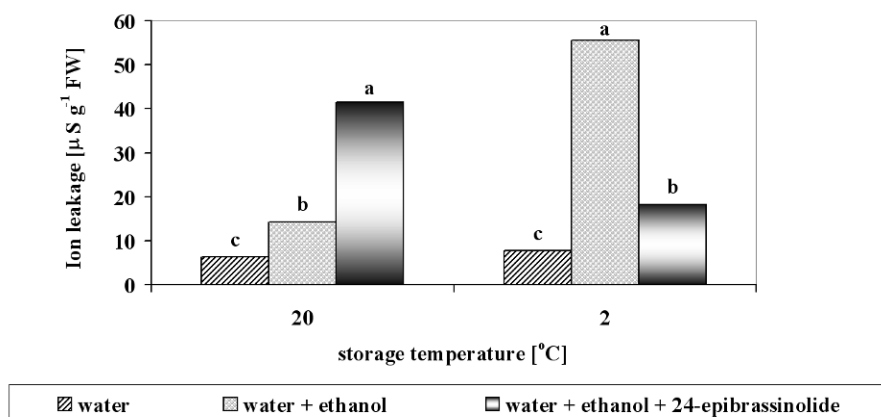 60
50
40
30
20
10
0
Ion leakage [μ S g-1 FW]
c
b
a
c
a
b
20
2
storage temperature [oC]
water
water + ethanol
water + ethanol + 24-epibrassinolide